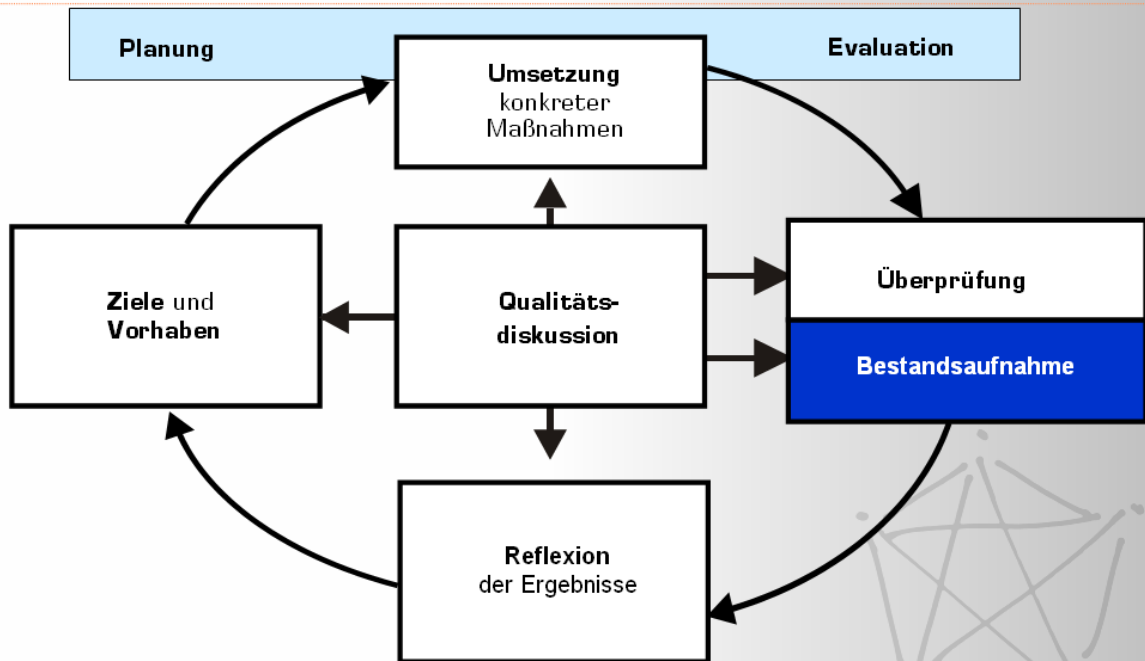 Planung
Evaluation
Umsetzung
konkreter
Maßnahmen
Ziele und
Vorhaben
Qualitäts-
diskussion
Überprüfung
Bestandsaufnahme
Reflexion
der Ergebnisse